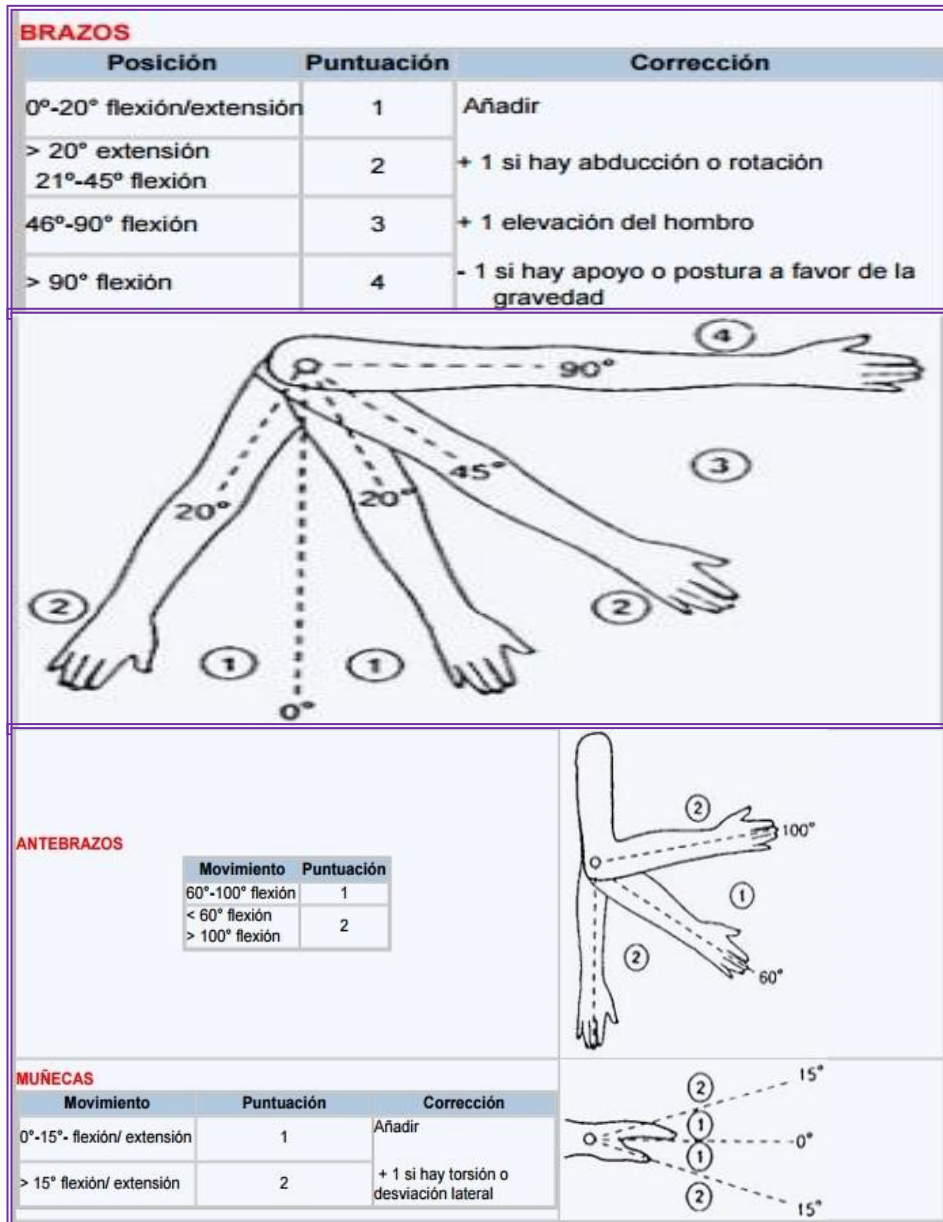 BRAZOS
Posición Puntuación Corrección
0º-20° flexión/extensión 1 Añadir
> 20° extensión
21º-45º flexión 2 + 1 si hay abducción o rotación
46º-90° flexión 3 + 1 elevación del hombro
> 90° flexión 4 - 1 si hay apoyo o postura a favor de la
gravedad
4
90°
45°
3
20° 20°
2 2
1 1
0°
ANTEBRAZOS
Movimiento Puntuación
60°-100° flexión 1
< 60° flexión
> 100° flexión 2
2
100°
1
2
60°
MUÑECAS
Movimiento Puntuación Corrección
0°-15°- flexión/ extensión 1 Añadir
> 15° flexión/ extensión 2 + 1 si hay torsión o
desviación lateral
15°
2
1
0°
1
2
15°